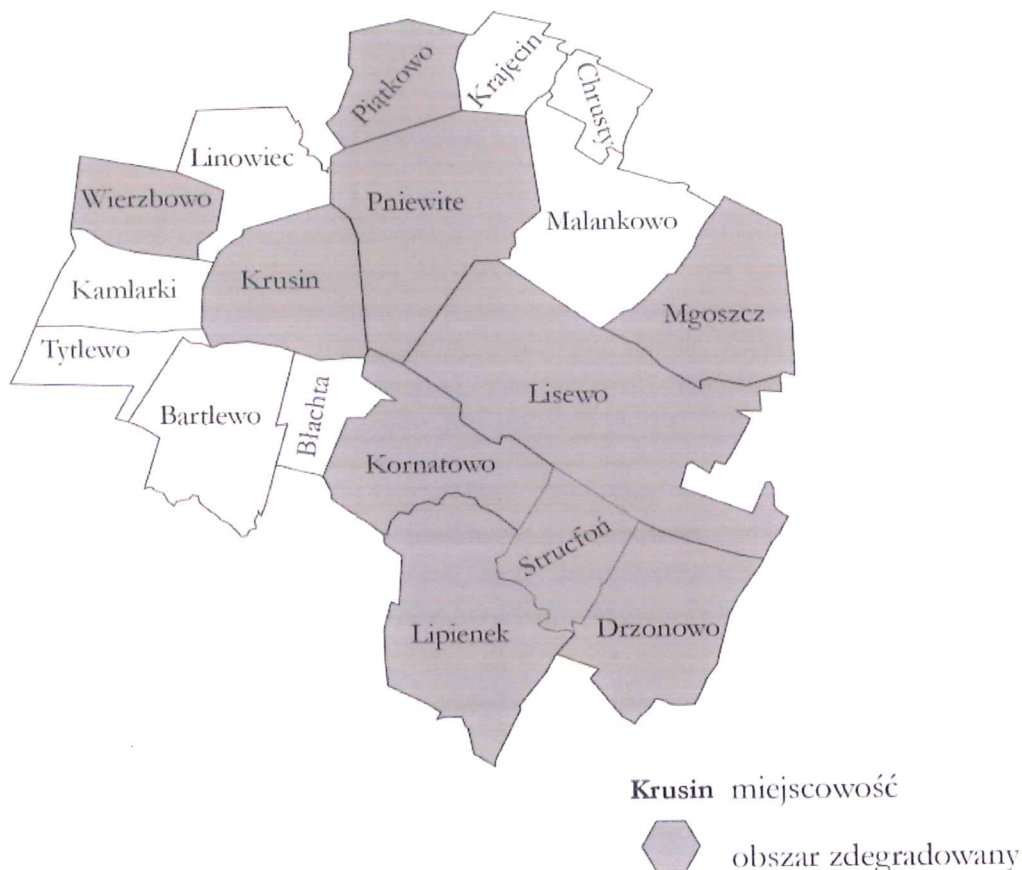 Piątkowo
Krajęcin
Chrusty
Linowiec
Wierzbowo
Pniewite
Malankowo
Kamlarki
Krusin
Mgoszcz
Tytlewo
Bartlewo
Błachta
Lisewo
Kornatowo
Strucfoń
Lipienek
Drzonowo
Krusin miejscowość
obszar zdegradowany